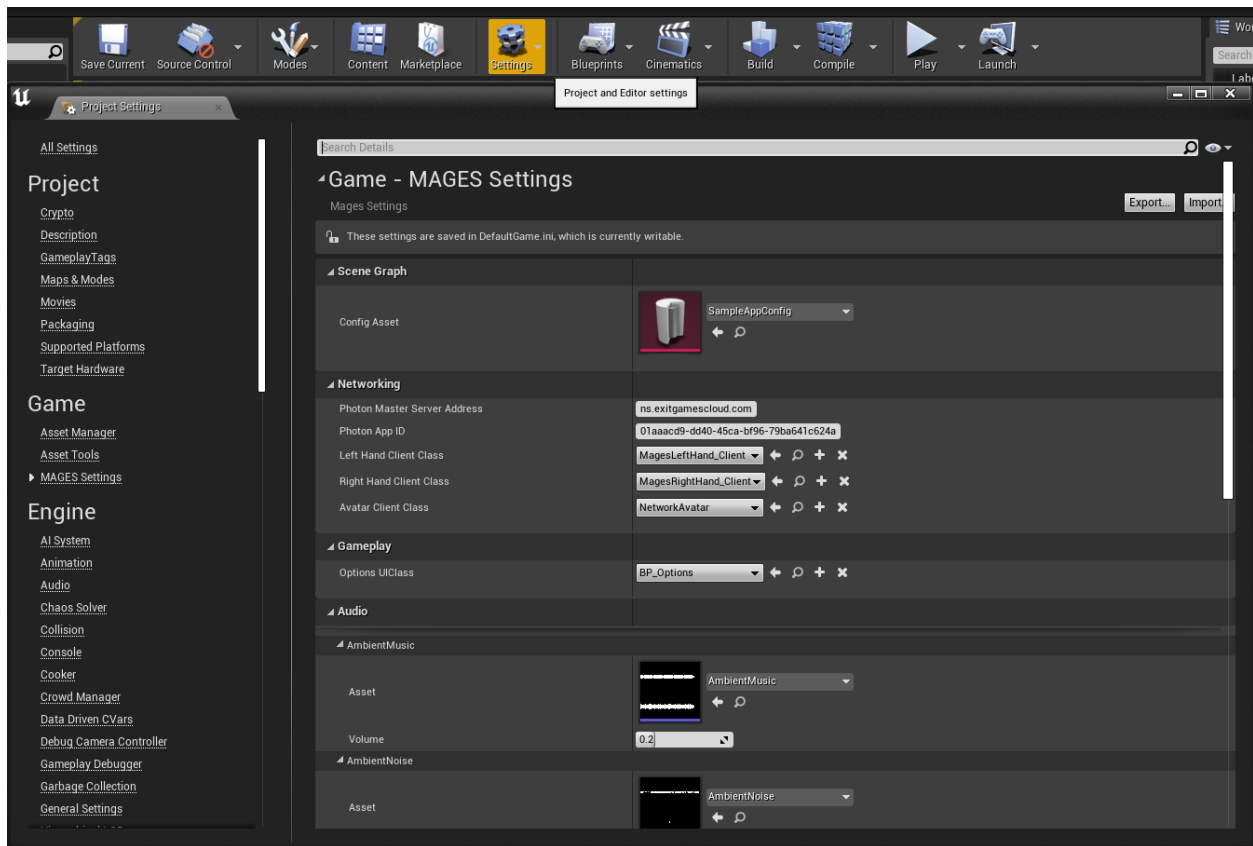 Wo
Save Current Source Control Modes Content Marketplace Settings Blueprints Cinematics Build Compile Play Launch
Search
Lab
Project and Editor settings
Project Settings
All Settings
Project
Crypto
Description
GameplayTags
Maps & Modes
Movies
Packaging
Supported Platforms
Target Hardware
Game
Asset Manager
Asset Tools
MAGES Settings
Engine
AI System
Animation
Audio
Chaos Solver
Collision
Console
Cooker
Crowd Manager
Data Driven CVars
Debug Camera Controller
Gameplay Debugger
Garbage Collection
General Settings
Search Details
Game - MAGES Settings
Mages Settings
Export... Import
These settings are saved in DefaultGame.ini, which is currently writable.
Scene Graph
Config Asset
SampleAppConfig
Networking
Photon Master Server Address ns.exitgamescloud.com
Photon App ID 01aaacd9-dd40-45ca-bf96-79ba641c624a
Left Hand Client Class MagesLeftHand_Client
Right Hand Client Class MagesRightHand_Client
Avatar Client Class NetworkAvatar
Gameplay
Options UIClass BP_Options
Audio
AmbientMusic
Asset AmbientMusic
Volume 0.2
AmbientNoise
Asset AmbientNoise